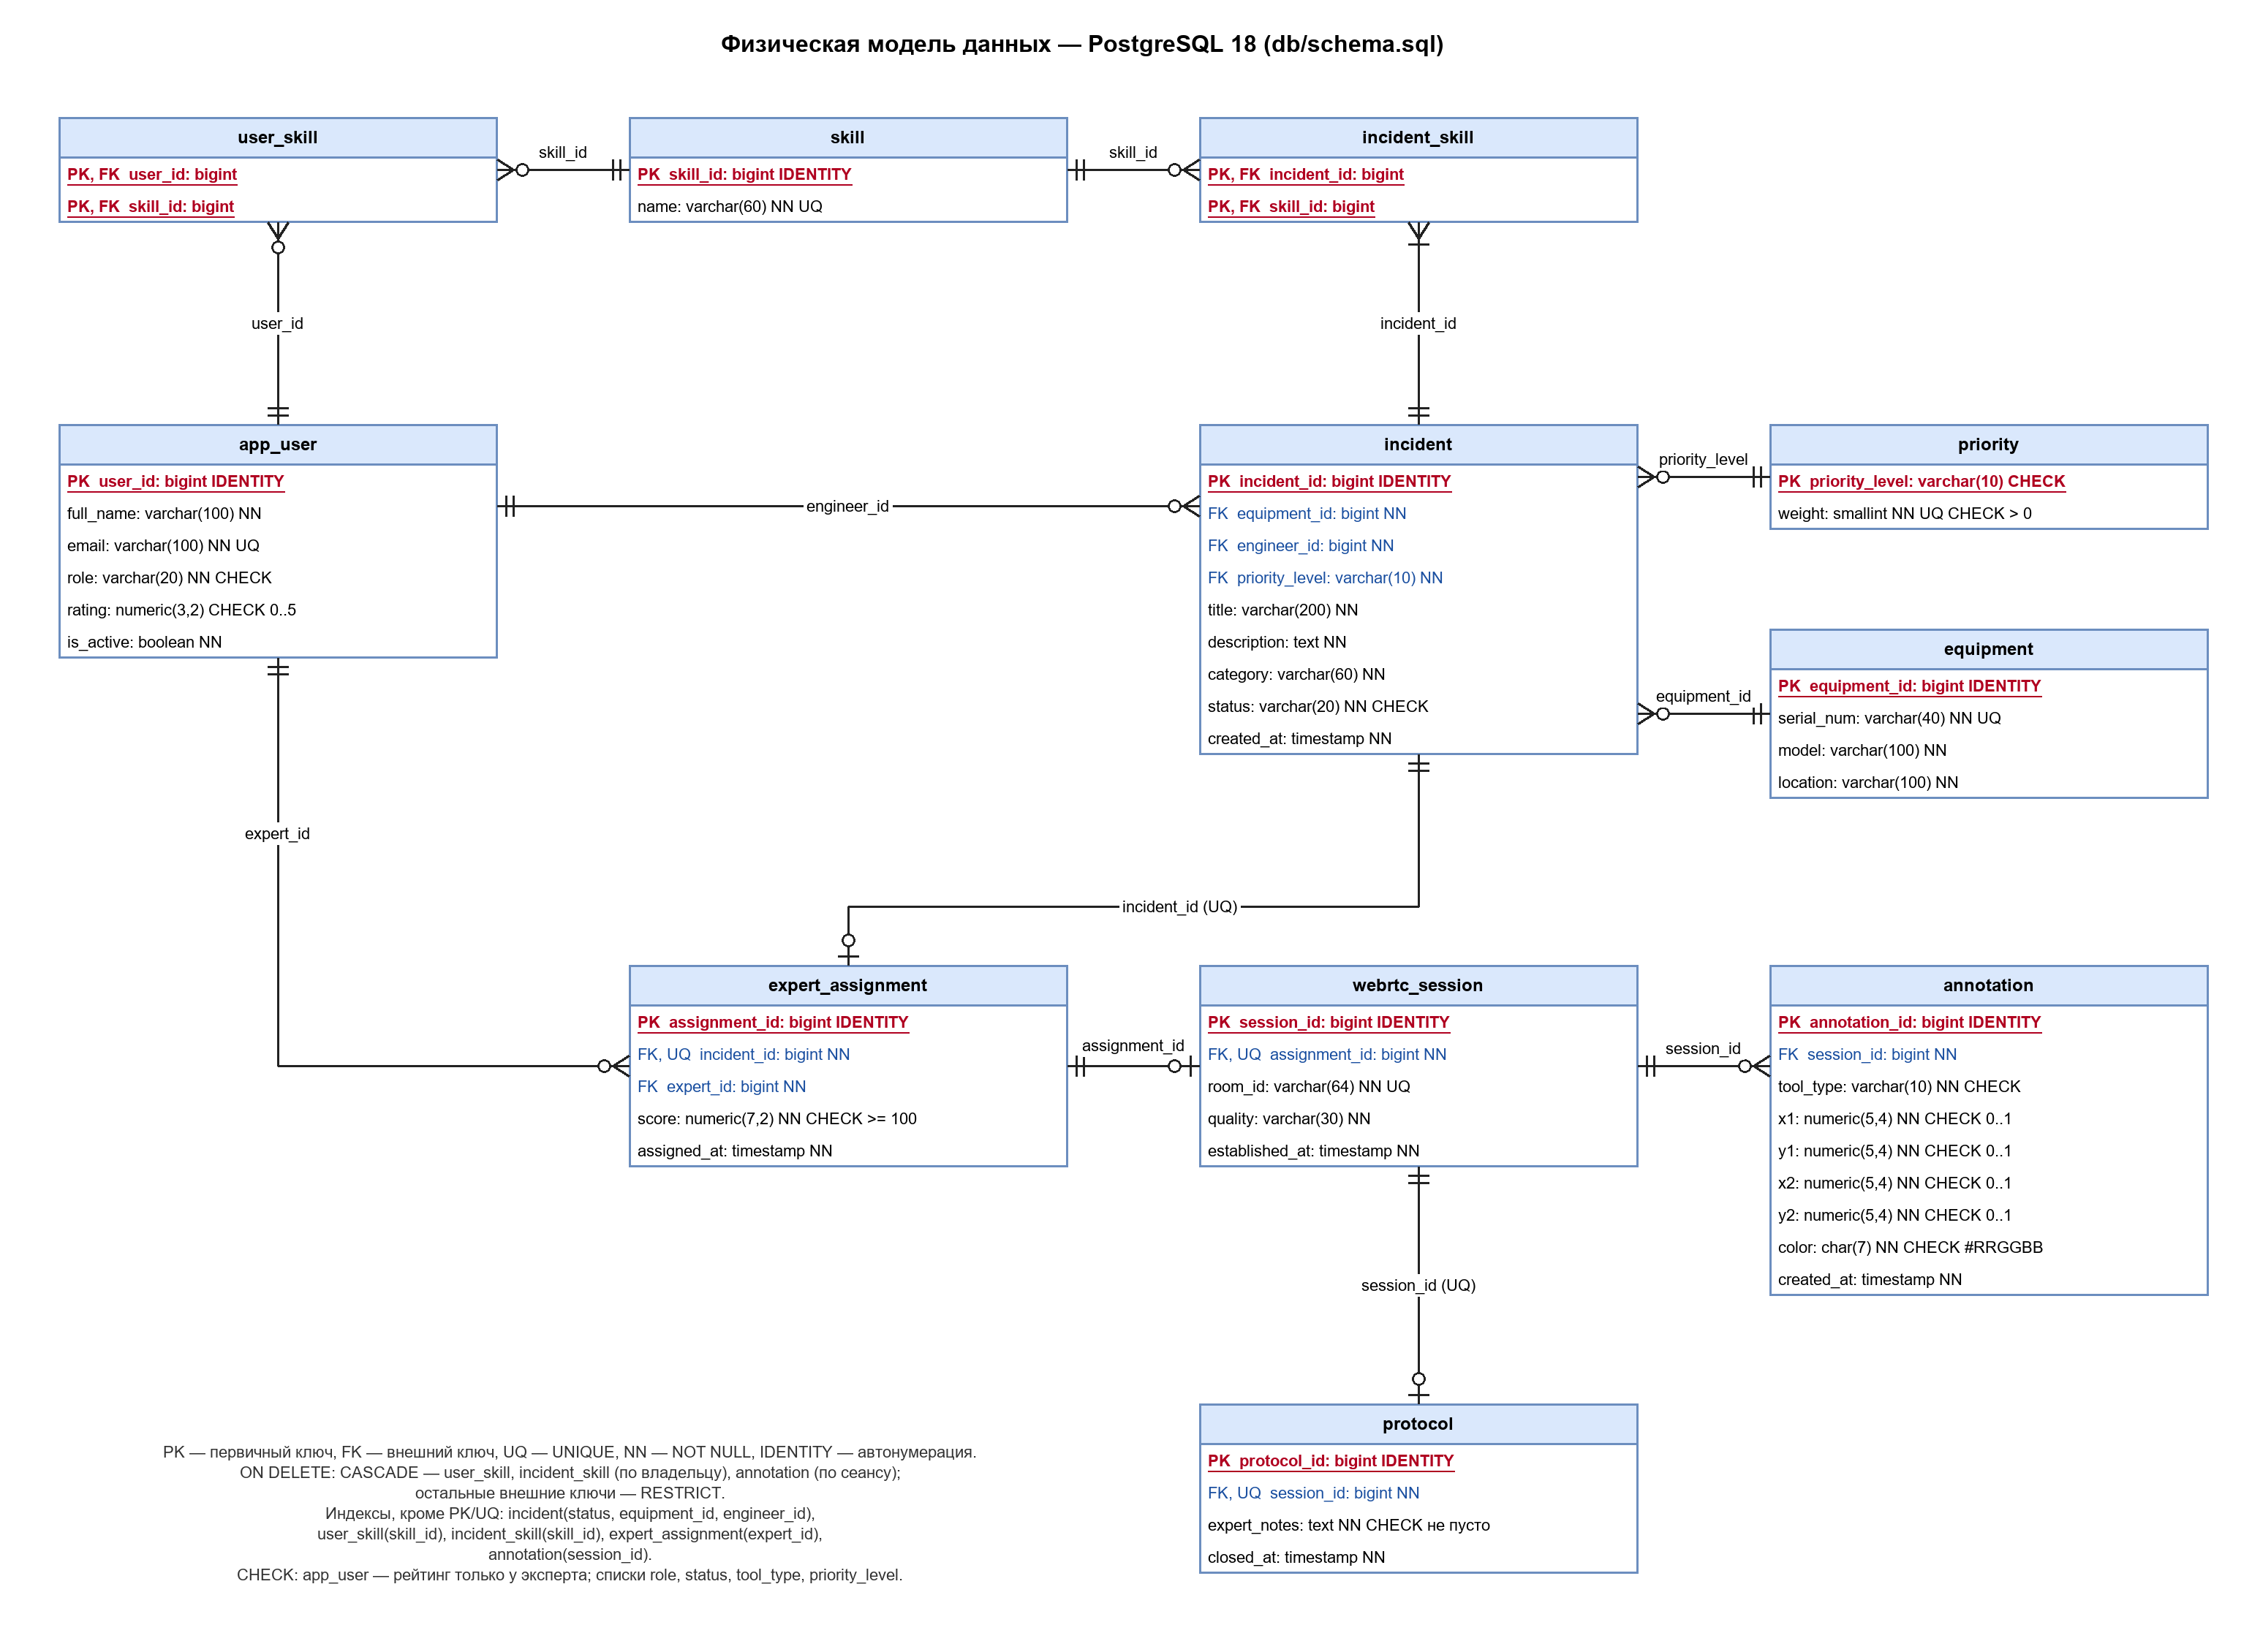 Физическая модель данных — PostgreSQL 18 (db/schema.sql)
user_skill
PK, FK user_id: bigint
PK, FK skill_id: bigint
skill_id
skill
PK skill_id: bigint IDENTITY
name: varchar(60) NN UQ
skill_id
incident_skill
PK, FK incident_id: bigint
PK, FK skill_id: bigint
user_id
incident_id
app_user
PK user_id: bigint IDENTITY
full_name: varchar(100) NN
email: varchar(100) NN UQ
role: varchar(20) NN CHECK
rating: numeric(3,2) CHECK 0..5
is_active: boolean NN
engineer_id
incident
PK incident_id: bigint IDENTITY
FK equipment_id: bigint NN
FK engineer_id: bigint NN
FK priority_level: varchar(10) NN
title: varchar(200) NN
description: text NN
category: varchar(60) NN
status: varchar(20) NN CHECK
created_at: timestamp NN
priority_level
priority
PK priority_level: varchar(10) CHECK
weight: smallint NN UQ CHECK > 0
equipment_id
equipment
PK equipment_id: bigint IDENTITY
serial_num: varchar(40) NN UQ
model: varchar(100) NN
location: varchar(100) NN
expert_id
incident_id (UQ)
expert_assignment
PK assignment_id: bigint IDENTITY
FK, UQ incident_id: bigint NN
FK expert_id: bigint NN
score: numeric(7,2) NN CHECK >= 100
assigned_at: timestamp NN
assignment_id
webrtc_session
PK session_id: bigint IDENTITY
FK, UQ assignment_id: bigint NN
room_id: varchar(64) NN UQ
quality: varchar(30) NN
established_at: timestamp NN
session_id
annotation
PK annotation_id: bigint IDENTITY
FK session_id: bigint NN
tool_type: varchar(10) NN CHECK
x1: numeric(5,4) NN CHECK 0..1
y1: numeric(5,4) NN CHECK 0..1
x2: numeric(5,4) NN CHECK 0..1
y2: numeric(5,4) NN CHECK 0..1
color: char(7) NN CHECK #RRGGBB
created_at: timestamp NN
session_id (UQ)
protocol
PK protocol_id: bigint IDENTITY
FK, UQ session_id: bigint NN
expert_notes: text NN CHECK не пусто
closed_at: timestamp NN
PK — первичный ключ, FK — внешний ключ, UQ — UNIQUE, NN — NOT NULL, IDENTITY — автонумерация.
ON DELETE: CASCADE — user_skill, incident_skill (по владельцу), annotation (по сеансу);
остальные внешние ключи — RESTRICT.
Индексы, кроме PK/UQ: incident(status, equipment_id, engineer_id),
user_skill(skill_id), incident_skill(skill_id), expert_assignment(expert_id),
annotation(session_id).
CHECK: app_user — рейтинг только у эксперта; списки role, status, tool_type, priority_level.